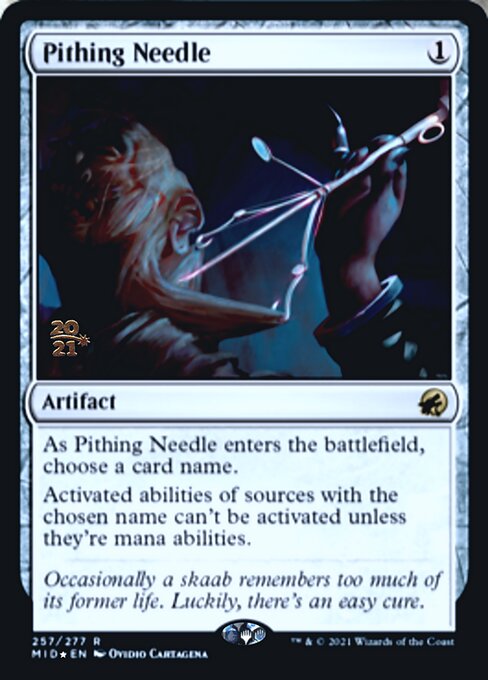 Pithing Needle 1
20
21
Artifact
As Pithing Needle enters the battlefield,
choose a card name.
Activated abilities of sources with the
chosen name can't be activated unless
they're mana abilities.
Occasionally a skaab remembers too much of
its former life. Luckily, there's an easy cure.
257/277 R
MID★EN Ovidio Cartagena
™ & © 2021 Wizards of the Coast